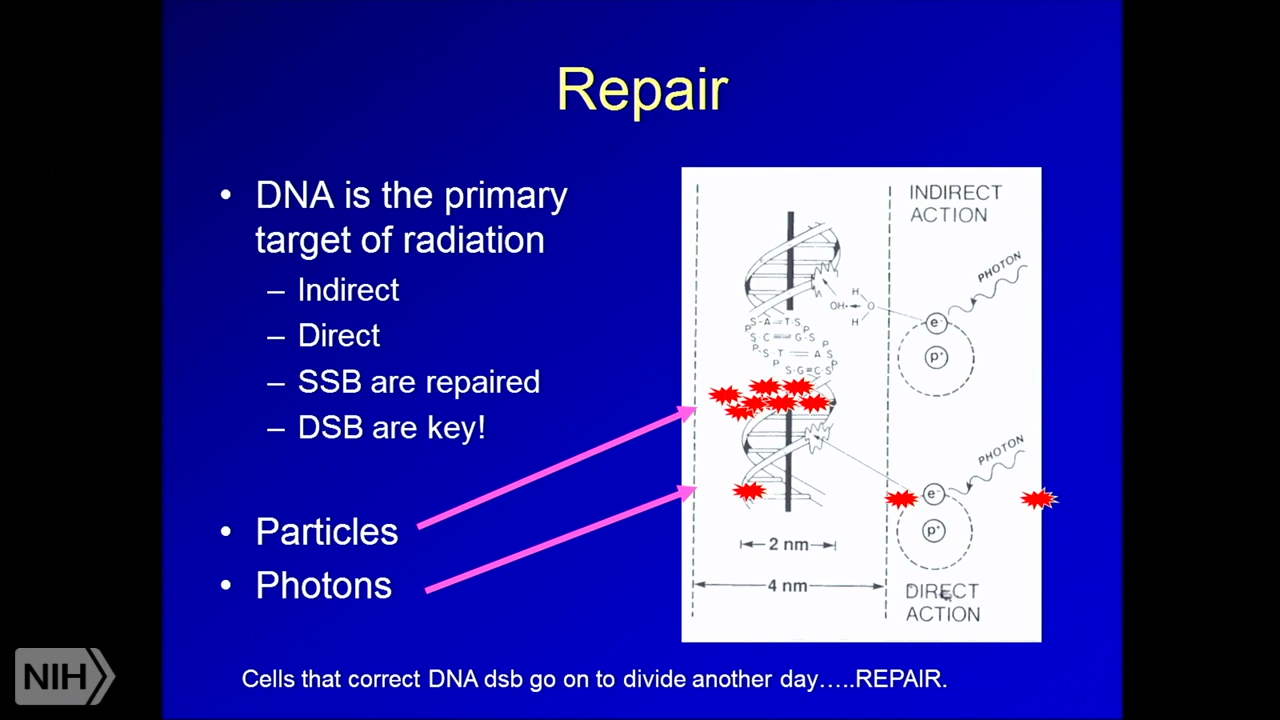 Repair
• DNA is the primary
target of radiation
– Indirect
– Direct
– SSB are repaired
– DSB are key!
• Particles
• Photons
INDIRECT
ACTION
PHOTON
H
OH• O
H
e-
p+
S-A=T-S
P P
S C=G-S
P P
-S-T=A S
P P
S-G≡C-S
PHOTON
e-
p+
2 nm
4 nm
DIRECT
ACTION
Cells that correct DNA dsb go on to divide another day…..REPAIR.
NIH